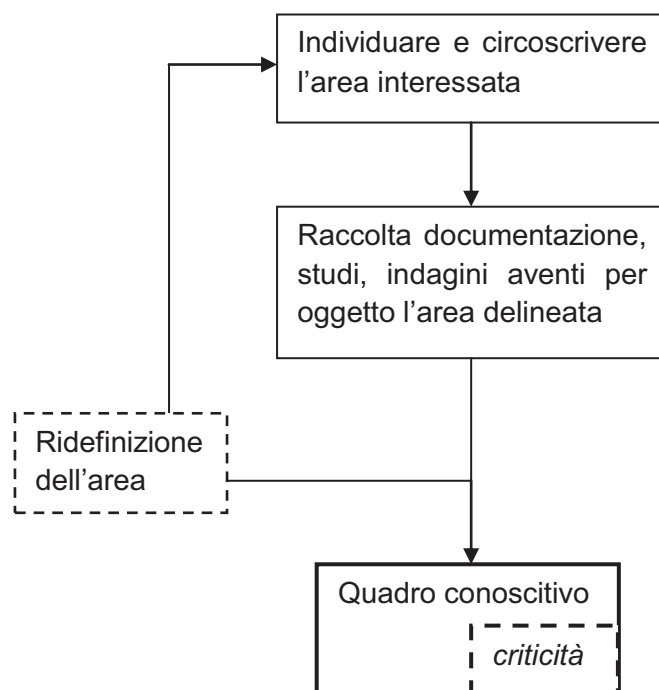 Individuare e circoscrivere
l’area interessata
Raccolta documentazione,
studi, indagini aventi per
oggetto l’area delineata
Ridefinizione
dell’area
Quadro conoscitivo
criticità